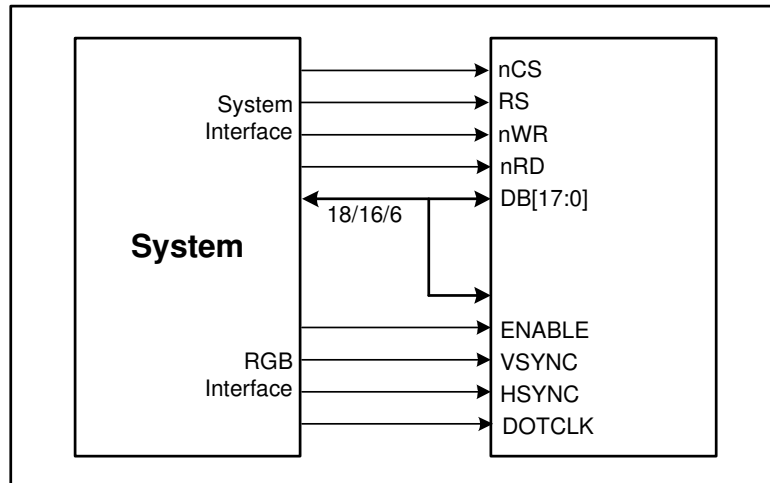 nCS
System
Interface
RS
nWR
nRD
DB[17:0]
18/16/6
System
ENABLE
RGB
Interface
VSYNC
HSYNC
DOTCLK